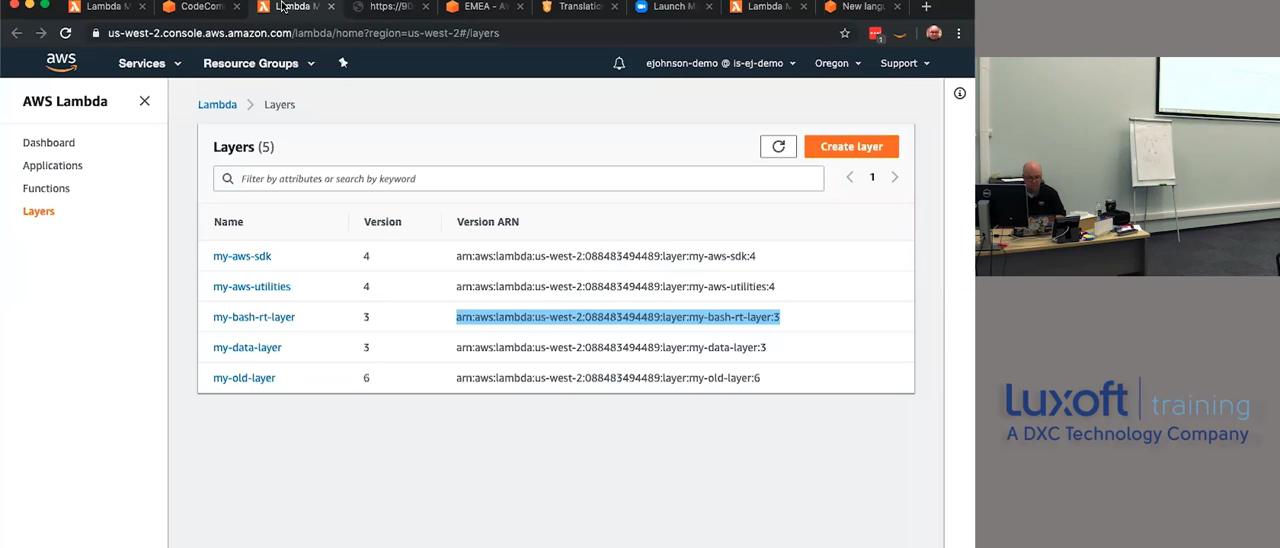 Lambda M
CodeCom
Lambda M
https://90
EMEA - A
Translation
Launch M
Lambda M
New langu
us-west-2.console.aws.amazon.com/lambda/home?region=us-west-2#/layers
1
aws
Services
Resource Groups
ejohnson-demo @ is-ej-demo
Oregon
Support
AWS Lambda
Dashboard
Applications
Functions
Layers
Lambda > Layers
Layers (5)
Create layer
Filter by attributes or search by keyword
1
Name Version Version ARN
my-aws-sdk 4 arn:aws:lambda:us-west-2:088483494489:layer:my-aws-sdk:4
my-aws-utilities 4 arn:aws:lambda:us-west-2:088483494489:layer:my-aws-utilities:4
my-bash-rt-layer 3 arn:aws:lambda:us-west-2:088483494489:layer:my-bash-rt-layer:3
my-data-layer 3 arn:aws:lambda:us-west-2:088483494489:layer:my-data-layer:3
my-old-layer 6 arn:aws:lambda:us-west-2:088483494489:layer:my-old-layer:6
DELL
Luxoft training
A DXC Technology Company